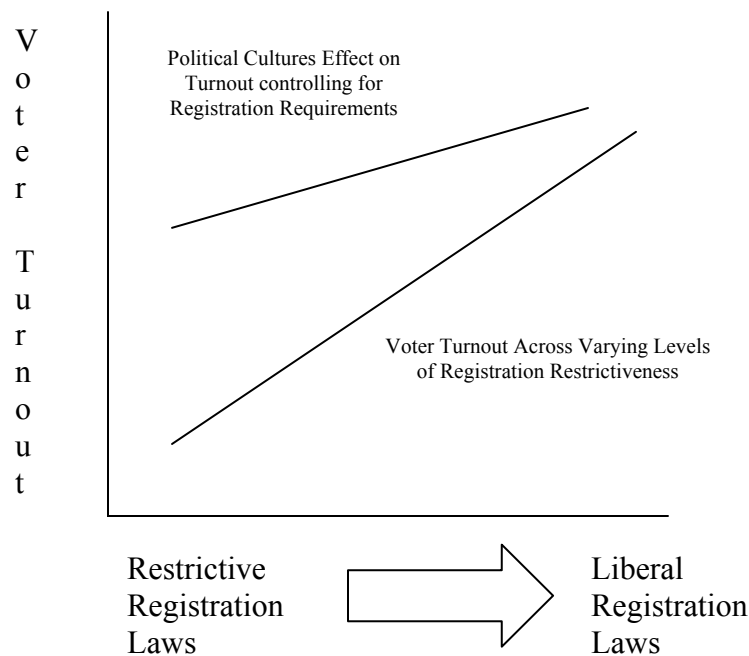 Voter Turnout
Political Cultures Effect on
Turnout controlling for
Registration Requirements
Voter Turnout Across Varying Levels
of Registration Restrictiveness
Restrictive
Registration
Laws
Liberal
Registration
Laws